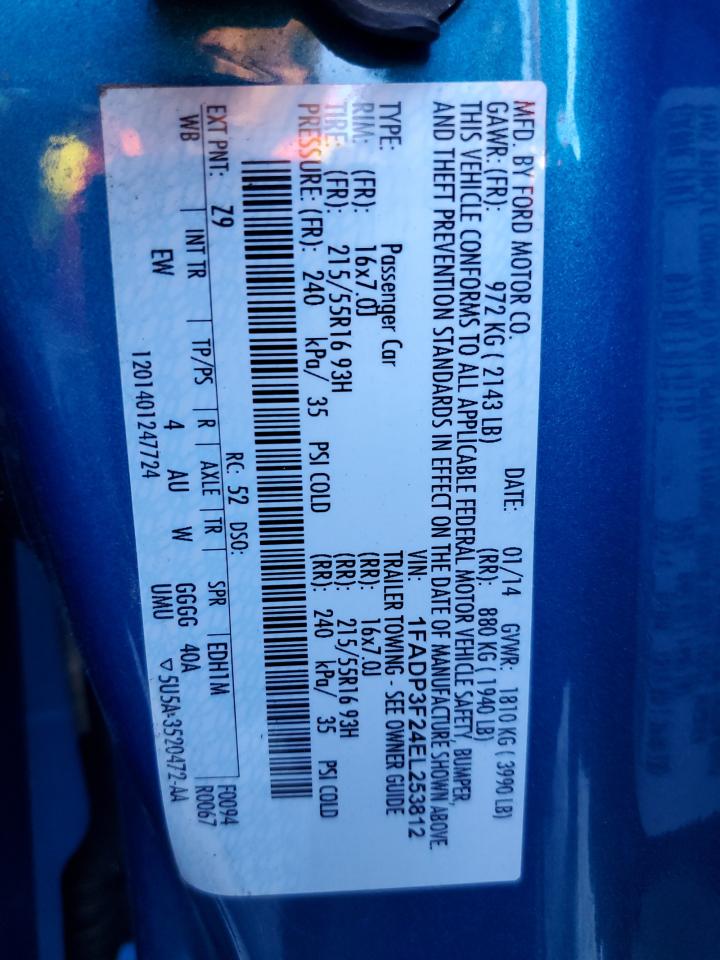 MFD. BY FORD MOTOR CO.
DATE: 01/14 GVWR: 1810 KG ( 3990 LB)
GAWR: (FR): 972 KG ( 2143 LB) (RR): 880 KG ( 1940 LB)
THIS VEHICLE CONFORMS TO ALL APPLICABLE FEDERAL MOTOR VEHICLE SAFETY, BUMPER,
AND THEFT PREVENTION STANDARDS IN EFFECT ON THE DATE OF MANUFACTURE SHOWN ABOVE.
VIN: 1FADP3F24EL253812
TYPE: Passenger Car TRAILER TOWING - SEE OWNER GUIDE
RIM: (FR): 16x7.0J (RR): 16x7.0J
TIRE: (FR): 215/55R16 93H (RR): 215/55R16 93H
PRESSURE: (FR): 240 kPa/ 35 PSI COLD (RR): 240 kPa/ 35 PSI COLD
F0094
RC: 52 DSO: R0067
EXT PNT: Z9 EDH1M
WB INT TR TP/PS R AXLE TR SPR
EW 4 AU W GGGG 40A
UMU
1201401247724 ▽5U5A-3520472-AA